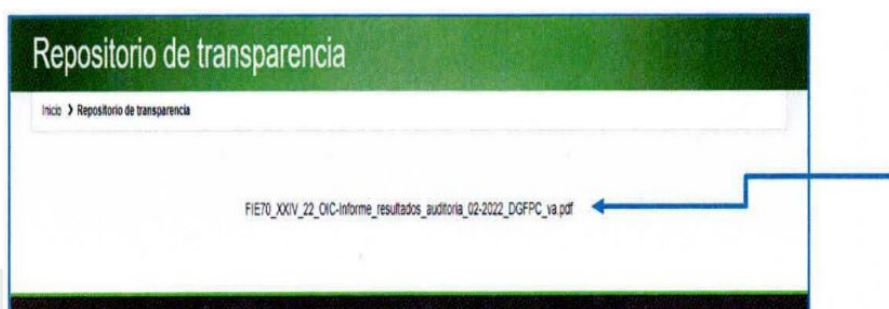 Repositorio de transparencia
Inicio ❯ Repositorio de transparencia
FIE70_XXIV_22_OIC-Informe_resultados_auditoria_02-2022_DGFPC_va.pdf